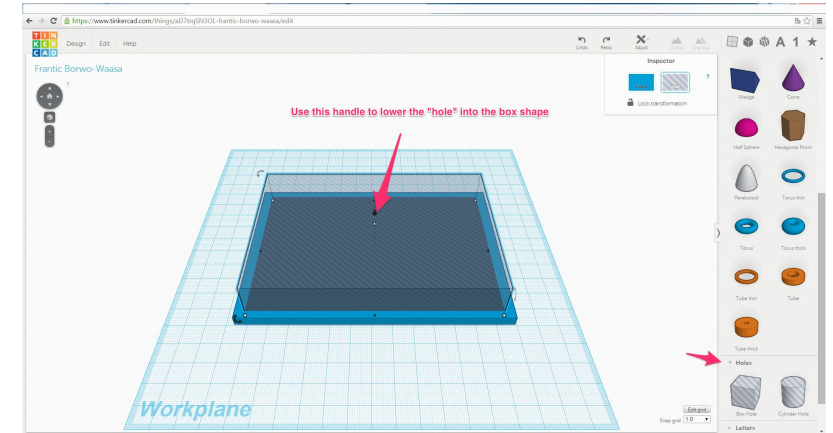 https://www.tinkercad.com/things/aD7trqSN3OL-frantic-borwo-waasa/edit
TIN
KER
CAD
Design Edit Help
Undo Redo Adjust Group
A 1
Frantic Borwo-Waasa
?
Inspector
?
Lock transformation
Use this handle to lower the "hole" into the box shape
Wedge Cone
Half Sphere Hexagonal Prism
Paraboloid Torus thin
Torus Torus thick
Tube thin Tube
Tube thick
Holes
Box Hole Cylinder Hole
Letters
Workplane
Edit grid
Snap grid 1.0